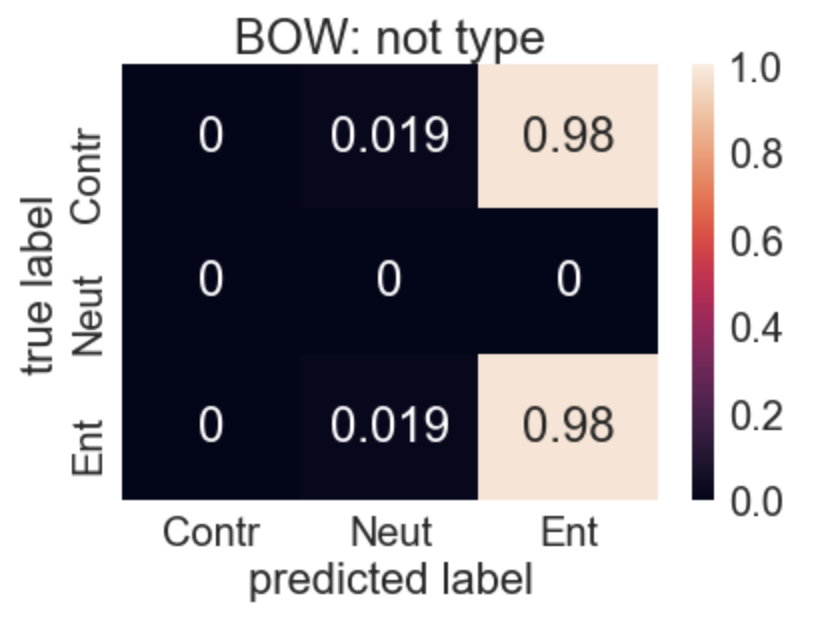 BOW: not type
true label
Contr
0 0.019 0.98
Neut
0 0 0
Ent
0 0.019 0.98
Contr Neut Ent
predicted label
1.0
0.8
0.6
0.4
0.2
0.0